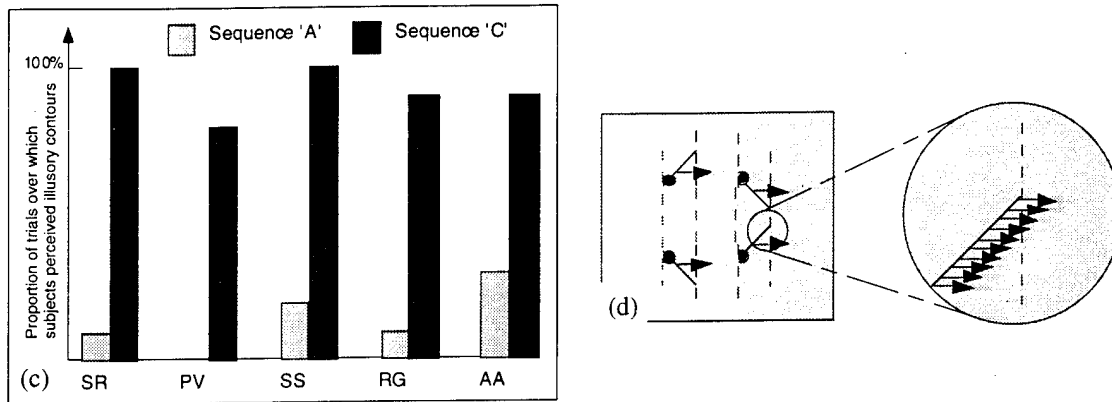 Sequence 'A'
Sequence 'C'
100%
Proportion of trials over which
subjects perceived illusory contours
(c)
SR
PV
SS
RG
AA
(d)